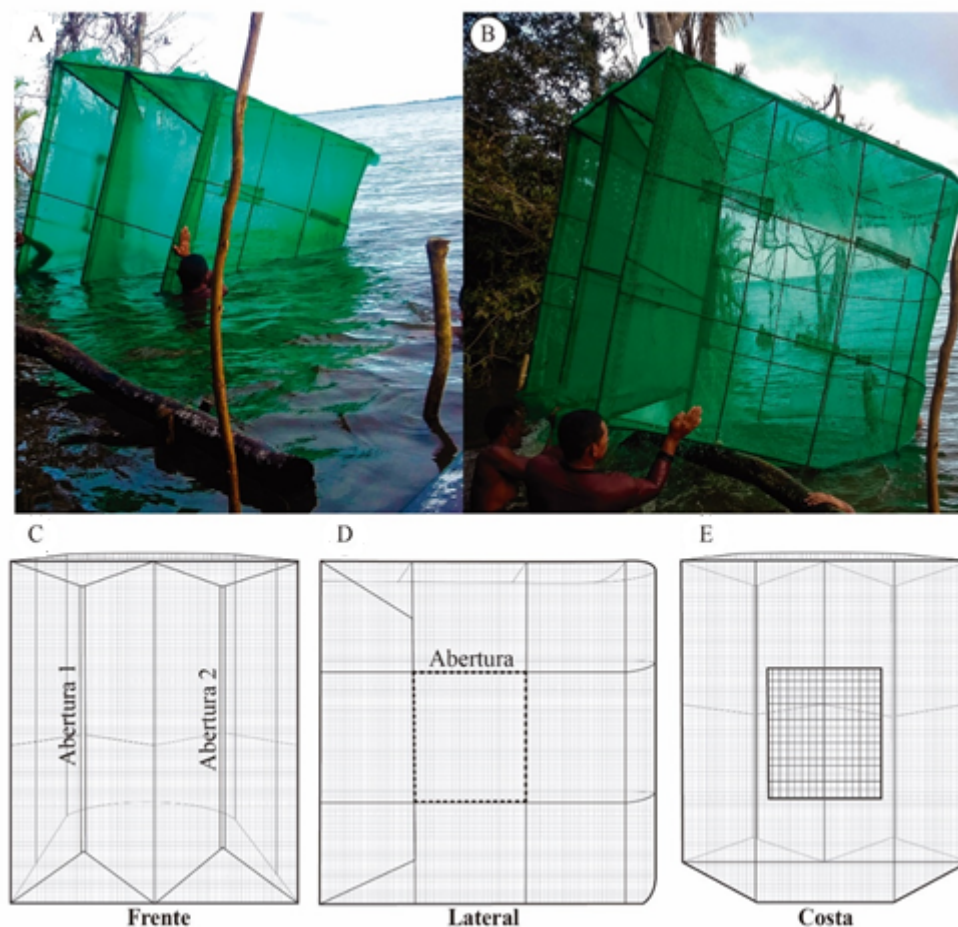 A
B
C
D
E
Abertura 1
Abertura 2
Abertura
Frente
Lateral
Costa